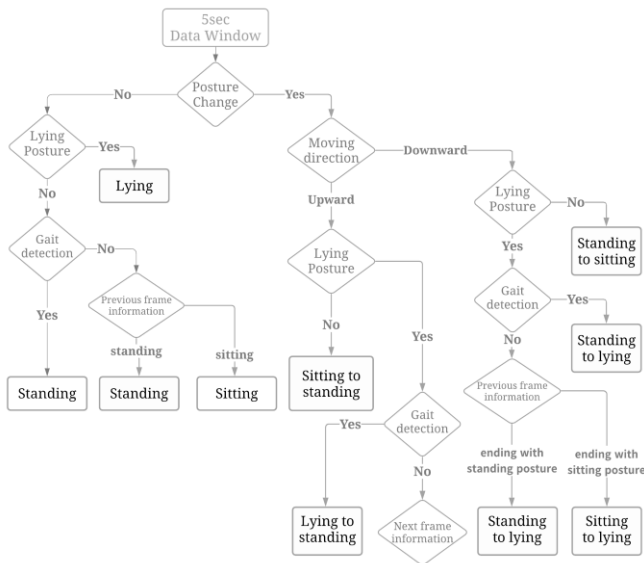 5sec
Data Window
Posture
Change
No
Yes
Lying
Posture
Yes
Lying
No
Gait
detection
No
Yes
Previous frame
information
standing
sitting
Standing
Standing
Sitting
Moving
direction
Downward
Upward
Lying
Posture
No
Yes
Sitting to
standing
Gait
detection
Yes
No
Lying to
standing
Next frame
information
Lying
Posture
No
Standing
to sitting
Yes
Gait
detection
Yes
Standing
to lying
No
Previous frame
information
ending with
standing posture
ending with
sitting posture
Standing
to lying
Sitting
to lying